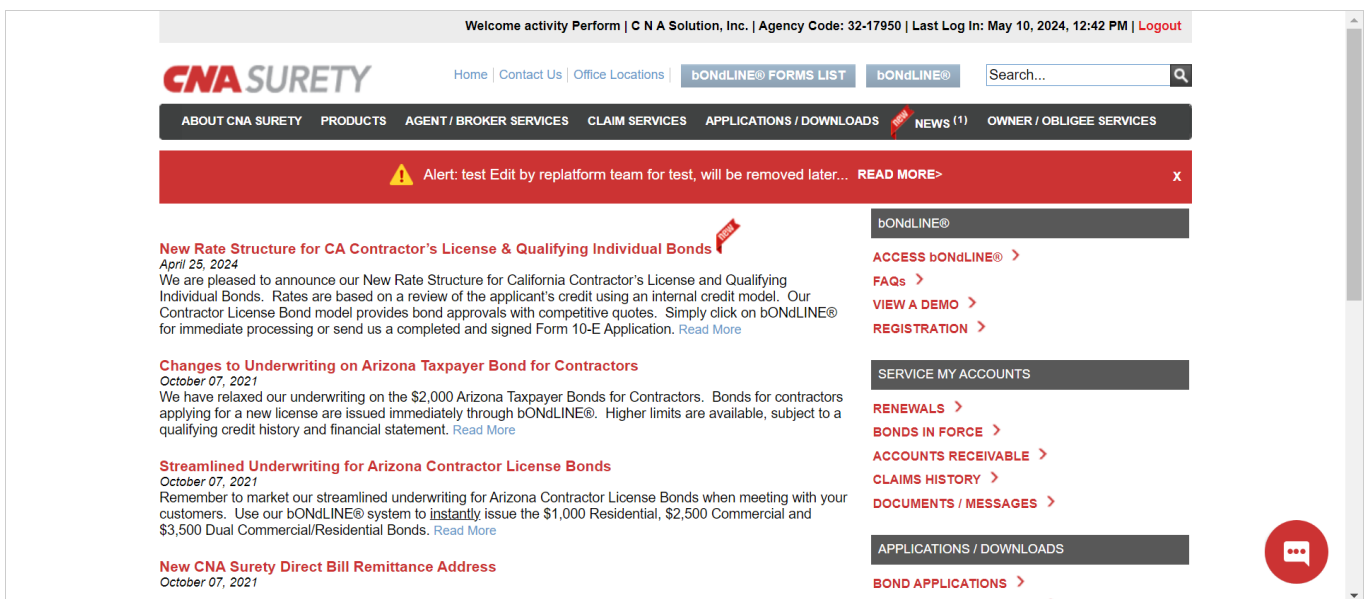 Welcome activity Perform | C N A Solution, Inc. | Agency Code: 32-17950 | Last Log In: May 10, 2024, 12:42 PM | Logout
CNA SURETY
Home | Contact Us | Office Locations |
bONdLINE® FORMS LIST
bONdLINE®
Search...
ABOUT CNA SURETY
PRODUCTS
AGENT / BROKER SERVICES
CLAIM SERVICES
APPLICATIONS / DOWNLOADS
new
NEWS (1)
OWNER / OBLIGEE SERVICES
Alert: test Edit by replatform team for test, will be removed later... READ MORE>
X
New Rate Structure for CA Contractor's License & Qualifying Individual Bonds
new
April 25, 2024
We are pleased to announce our New Rate Structure for California Contractor's License and Qualifying
Individual Bonds.  Rates are based on a review of the applicant's credit using an internal credit model.  Our
Contractor License Bond model provides bond approvals with competitive quotes.  Simply click on bONdLINE®
for immediate processing or send us a completed and signed Form 10-E Application. Read More
Changes to Underwriting on Arizona Taxpayer Bond for Contractors
October 07, 2021
We have relaxed our underwriting on the $2,000 Arizona Taxpayer Bonds for Contractors.  Bonds for contractors
applying for a new license are issued immediately through bONdLINE®.  Higher limits are available, subject to a
qualifying credit history and financial statement. Read More
Streamlined Underwriting for Arizona Contractor License Bonds
October 07, 2021
Remember to market our streamlined underwriting for Arizona Contractor License Bonds when meeting with your
customers.  Use our bONdLINE® system to instantly issue the $1,000 Residential, $2,500 Commercial and
$3,500 Dual Commercial/Residential Bonds. Read More
New CNA Surety Direct Bill Remittance Address
October 07, 2021
bONdLINE®
ACCESS bONdLINE®
FAQs
VIEW A DEMO
REGISTRATION
SERVICE MY ACCOUNTS
RENEWALS
BONDS IN FORCE
ACCOUNTS RECEIVABLE
CLAIMS HISTORY
DOCUMENTS / MESSAGES
APPLICATIONS / DOWNLOADS
BOND APPLICATIONS